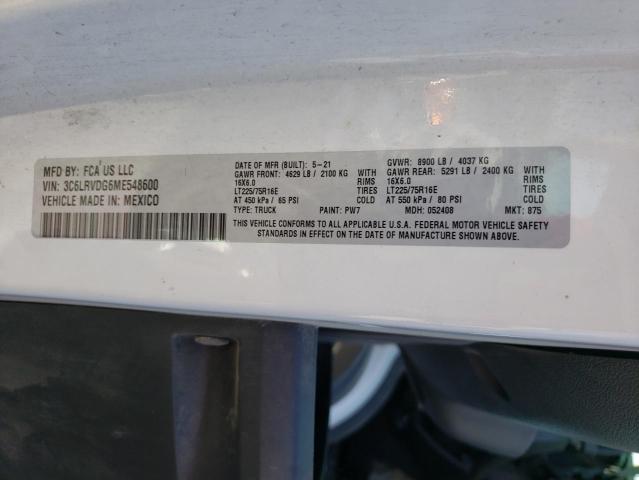 MFD BY: FCA US LLC
VIN: 3C6LRVDG6ME548600
VEHICLE MADE IN: MEXICO
DATE OF MFR (BUILT): 5-21 GVWR: 8900 LB / 4037 KG
GAWR FRONT: 4629 LB / 2100 KG WITH GAWR REAR: 5291 LB / 2400 KG WITH
16X6.0 RIMS 16X6.0 RIMS
LT225/75R16E TIRES LT225/75R16E TIRES
AT 450 kPa / 65 PSI COLD AT 550 kPa / 80 PSI COLD
TYPE: TRUCK PAINT: PW7 MDH: 052408 MKT: 875
THIS VEHICLE CONFORMS TO ALL APPLICABLE U.S.A. FEDERAL MOTOR VEHICLE SAFETY
STANDARDS IN EFFECT ON THE DATE OF MANUFACTURE SHOWN ABOVE.